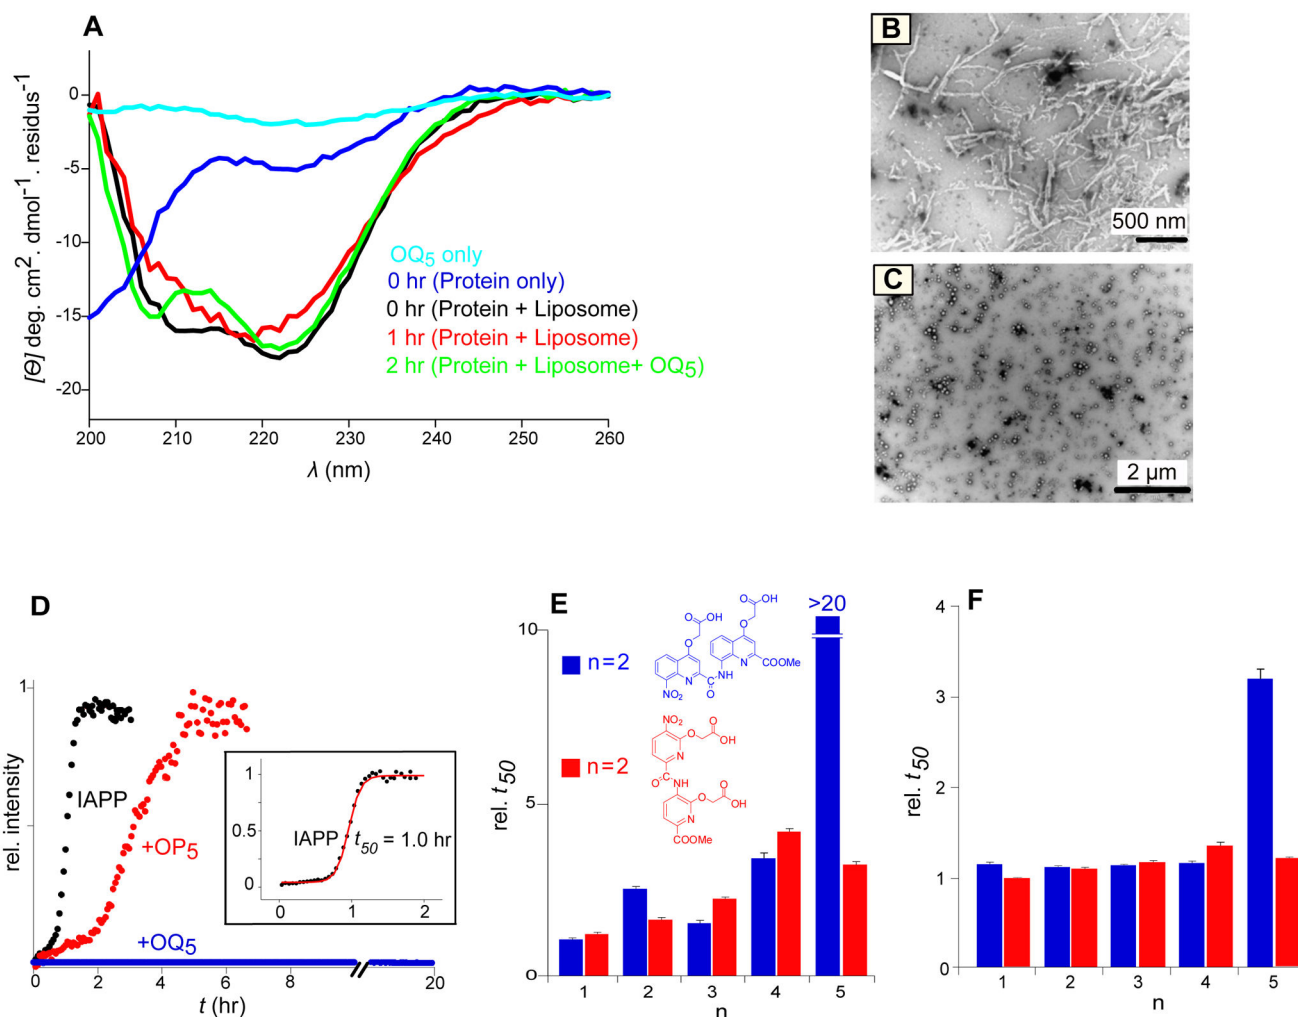 A
[Θ] deg. cm². dmol⁻¹. residus⁻¹
0
-5
-10
-15
-20
200 210 220 230 240 250 260
λ (nm)
OQ₅ only
0 hr (Protein only)
0 hr (Protein + Liposome)
1 hr (Protein + Liposome)
2 hr (Protein + Liposome+ OQ₅)
B
500 nm
C
2 µm
D
rel. intensity
1
IAPP
+OP₅
+OQ₅
0 2 4 6 8 20
t (hr)
1
0.5
0
IAPP t₅₀ = 1.0 hr
0 1 2
E
rel. t₅₀
10
5
0
n=2
n=2
>20
O
OH
O
O
OH
O
N
COOMe
N
NH
NO₂
O
NO₂
O
O
OH
N
O
NH
O
O
OH
N
COOMe
1 2 3 4 5
n
F
rel. t₅₀
4
3
2
1
0
1 2 3 4 5
n